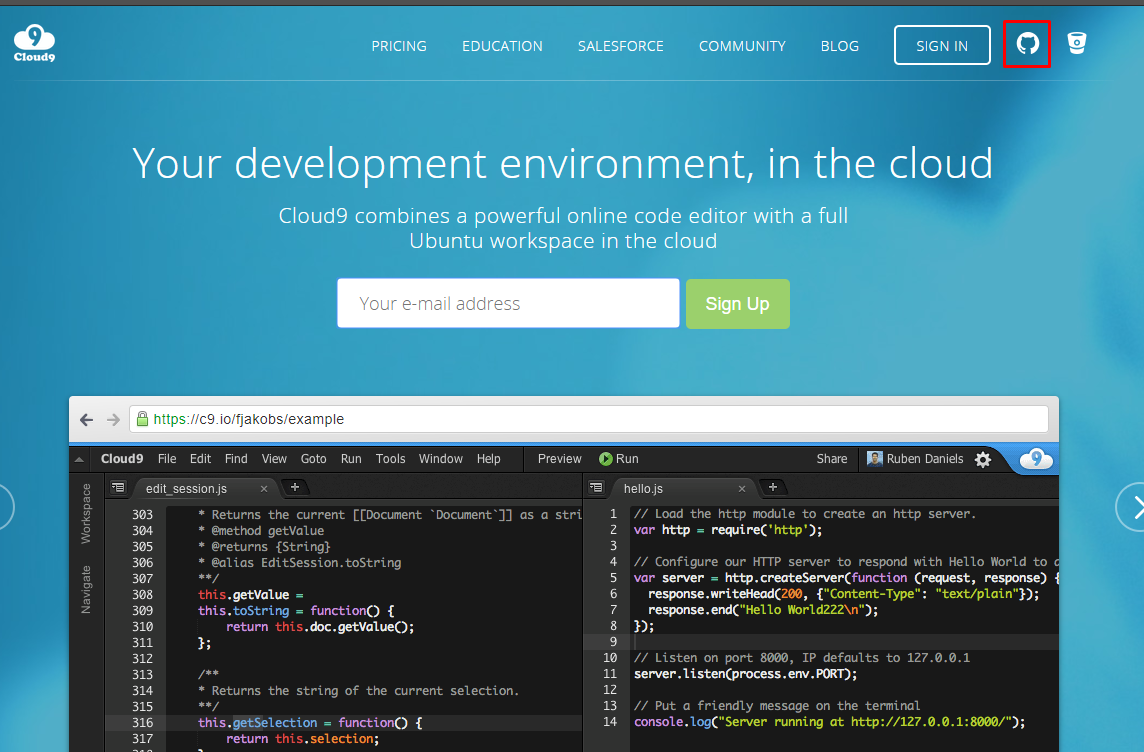 9
Cloud9
PRICING
EDUCATION
SALESFORCE
COMMUNITY
BLOG
SIGN IN
Your development environment, in the cloud
Cloud9 combines a powerful online code editor with a full
Ubuntu workspace in the cloud
Your e-mail address
Sign Up
https://c9.io/fjakobs/example
Cloud9 File Edit Find View Goto Run Tools Window Help Preview Run Share Ruben Daniels 9
Workspace
Navigate
edit_session.js × +
303 * Returns the current [[Document `Document`]] as a stri
304 * @method getValue
305 * @returns {String}
306 * @alias EditSession.toString
307 **/
308 this.getValue =
309 this.toString = function() {
310 return this.doc.getValue();
311 };
312
313 /**
314 * Returns the string of the current selection.
315 **/
316 this.getSelection = function() {
317 return this.selection;
318 }
hello.js × +
1 // Load the http module to create an http server.
2 var http = require('http');
3
4 // Configure our HTTP server to respond with Hello World to a
5 var server = http.createServer(function (request, response) {
6 response.writeHead(200, {"Content-Type": "text/plain"});
7 response.end("Hello World222\n");
8 });
9
10 // Listen on port 8000, IP defaults to 127.0.0.1
11 server.listen(process.env.PORT);
12
13 // Put a friendly message on the terminal
14 console.log("Server running at http://127.0.0.1:8000/");